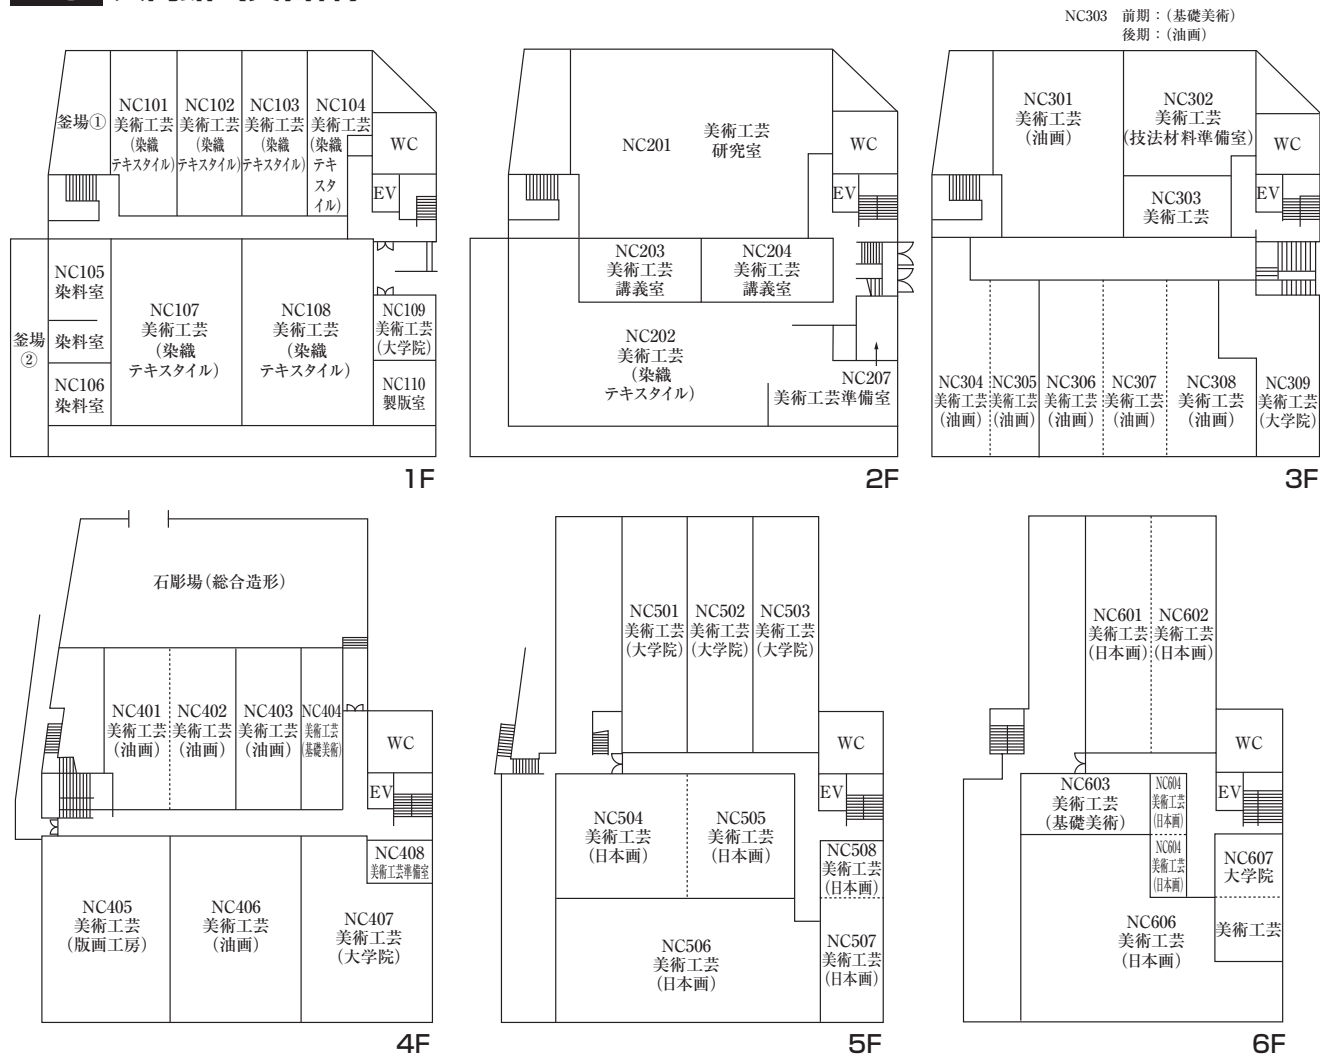 NC303 前期：（基礎美術）
後期：（油画）
釜場①
NC101
美術工芸
（染織
テキスタイル）
NC102
美術工芸
（染織
テキスタイル）
NC103
美術工芸
（染織
テキスタイル）
NC104
美術工芸
（染織
テキ
スタ
イル）
WC
EV
NC105
染料室
染料室
NC106
染料室
釜場
②
NC107
美術工芸
（染織
テキスタイル）
NC108
美術工芸
（染織
テキスタイル）
NC109
美術工芸
（大学院）
NC110
製版室
1F
NC201
美術工芸
研究室
WC
EV
NC203
美術工芸
講義室
NC204
美術工芸
講義室
NC202
美術工芸
（染織
テキスタイル）
NC207
美術工芸準備室
2F
NC301
美術工芸
（油画）
NC302
美術工芸
（技法材料準備室）
NC303
美術工芸
WC
EV
NC304
美術工芸
（油画）
NC305
美術工芸
（油画）
NC306
美術工芸
（油画）
NC307
美術工芸
（油画）
NC308
美術工芸
（油画）
NC309
美術工芸
（大学院）
3F
石彫場（総合造形）
NC401
美術工芸
（油画）
NC402
美術工芸
（油画）
NC403
美術工芸
（油画）
NC404
美術工芸
（基礎美術）
WC
EV
NC408
美術工芸準備室
NC405
美術工芸
（版画工房）
NC406
美術工芸
（油画）
NC407
美術工芸
（大学院）
4F
NC501
美術工芸
（大学院）
NC502
美術工芸
（大学院）
NC503
美術工芸
（大学院）
WC
EV
NC504
美術工芸
（日本画）
NC505
美術工芸
（日本画）
NC508
美術工芸
（日本画）
NC506
美術工芸
（日本画）
NC507
美術工芸
（日本画）
5F
NC601
美術工芸
（日本画）
NC602
美術工芸
（日本画）
WC
EV
NC603
美術工芸
（基礎美術）
NC604
美術工芸
（日本画）
NC604
美術工芸
（日本画）
NC607
大学院
美術工芸
NC606
美術工芸
（日本画）
6F